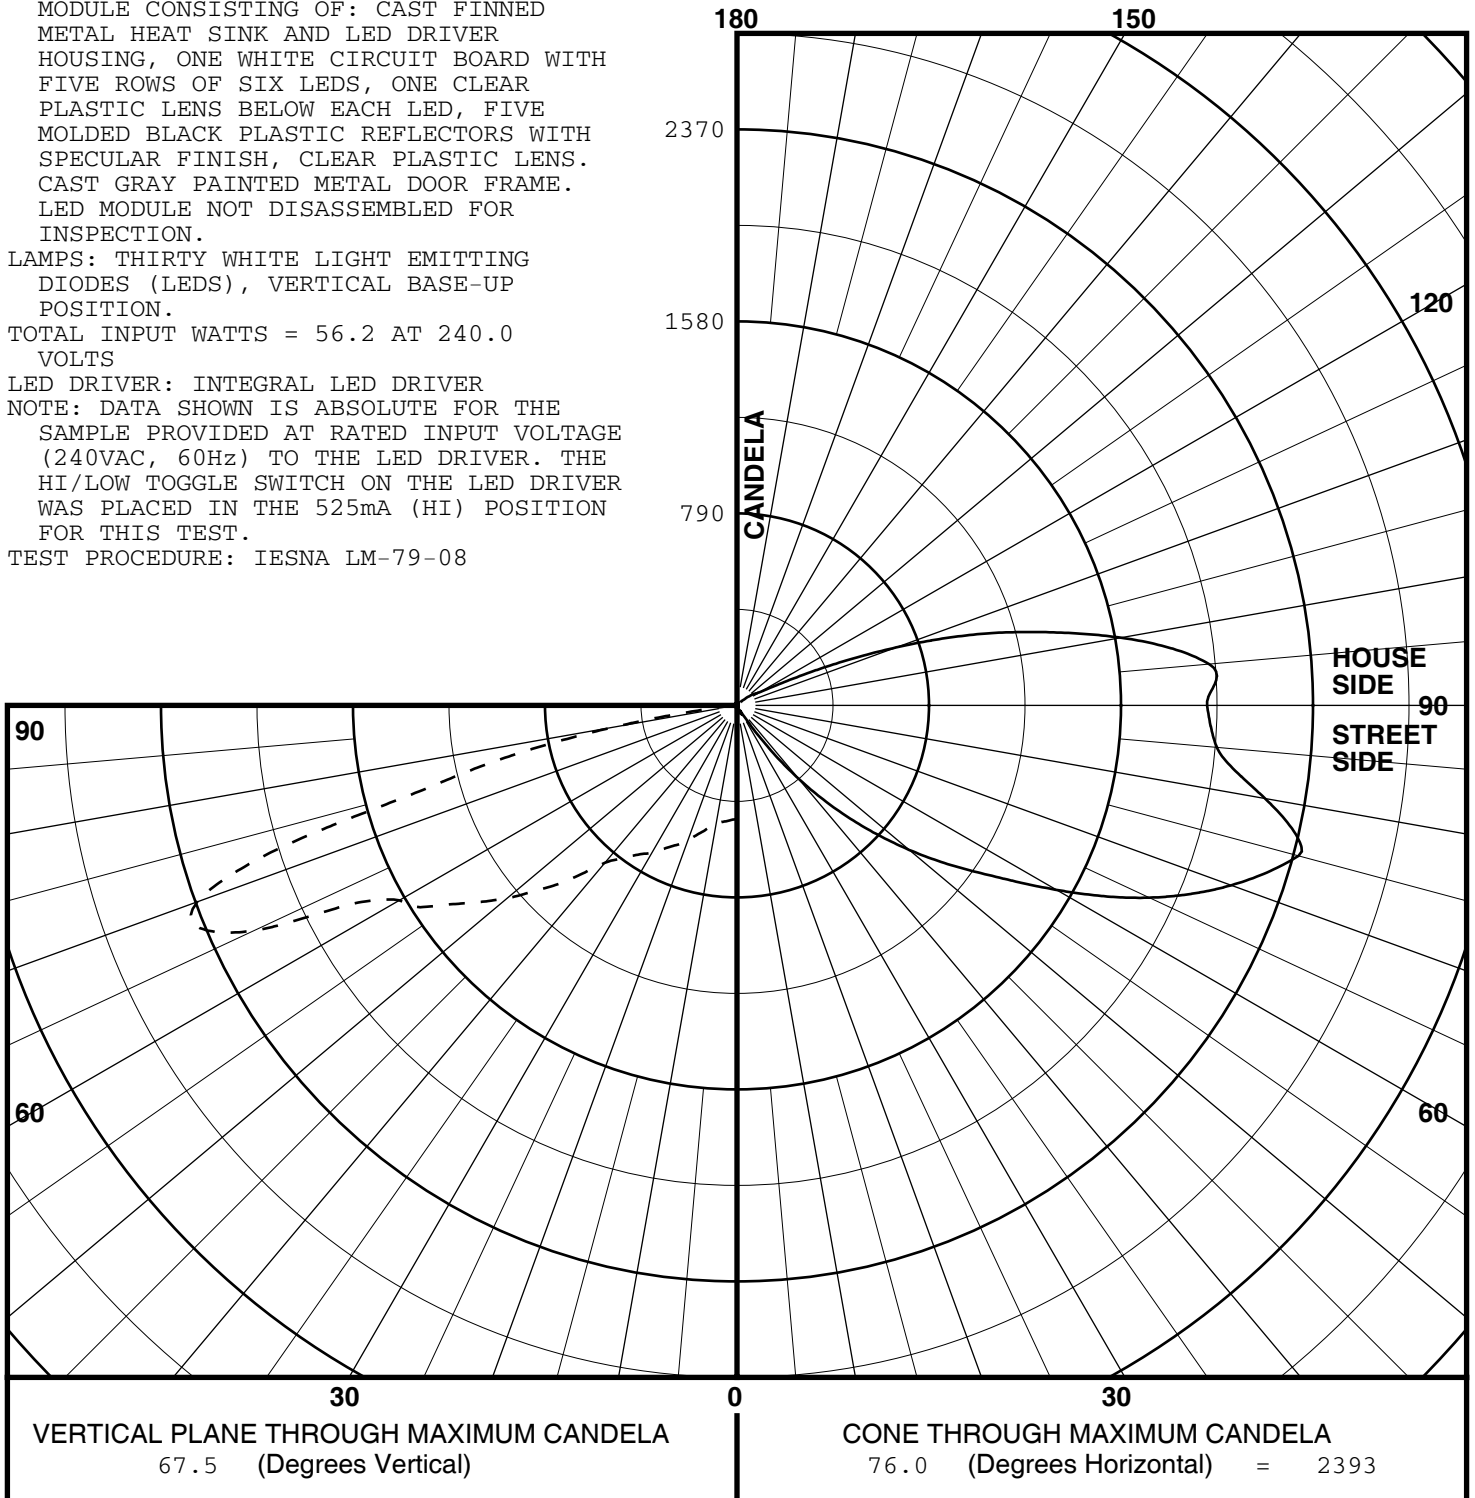 MODULE CONSISTING OF: CAST FINNED
METAL HEAT SINK AND LED DRIVER
HOUSING, ONE WHITE CIRCUIT BOARD WITH
FIVE ROWS OF SIX LEDS, ONE CLEAR
PLASTIC LENS BELOW EACH LED, FIVE
MOLDED BLACK PLASTIC REFLECTORS WITH
SPECULAR FINISH, CLEAR PLASTIC LENS.
CAST GRAY PAINTED METAL DOOR FRAME.
LED MODULE NOT DISASSEMBLED FOR
INSPECTION.
LAMPS: THIRTY WHITE LIGHT EMITTING
DIODES (LEDS), VERTICAL BASE-UP
POSITION.
TOTAL INPUT WATTS = 56.2 AT 240.0
VOLTS
LED DRIVER: INTEGRAL LED DRIVER
NOTE: DATA SHOWN IS ABSOLUTE FOR THE
SAMPLE PROVIDED AT RATED INPUT VOLTAGE
(240VAC, 60Hz) TO THE LED DRIVER. THE
HI/LOW TOGGLE SWITCH ON THE LED DRIVER
WAS PLACED IN THE 525mA (HI) POSITION
FOR THIS TEST.
TEST PROCEDURE: IESNA LM-79-08
180
150
2370
120
1580
CANDELA
790
HOUSE
SIDE
90
90
STREET
SIDE
60
60
30
0
30
VERTICAL PLANE THROUGH MAXIMUM CANDELA
67.5 (Degrees Vertical)
CONE THROUGH MAXIMUM CANDELA
76.0 (Degrees Horizontal) = 2393